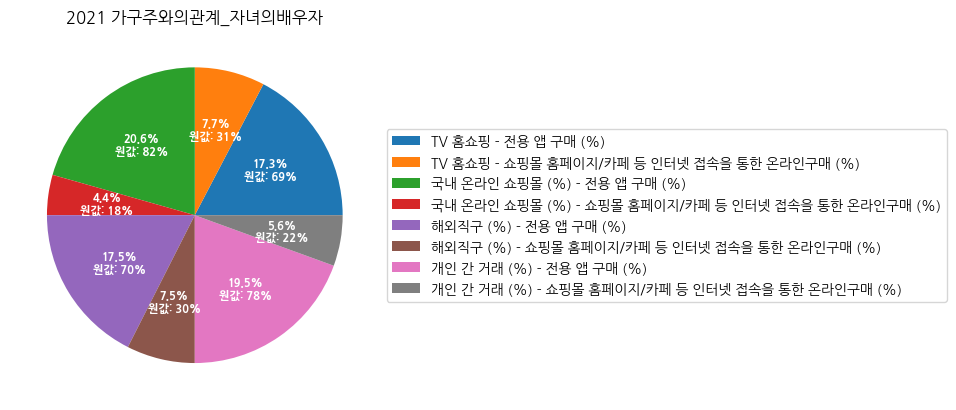 2021 가구주와의관계_자녀의배우자
7.7%
원값: 31%
20.6%
원값: 82%
17.3%
원값: 69%
4.4%
원값: 18%
5.6%
원값: 22%
17.5%
원값: 70%
19.5%
원값: 78%
7.5%
원값: 30%
TV 홈쇼핑 - 전용 앱 구매 (%)
TV 홈쇼핑 - 쇼핑몰 홈페이지/카페 등 인터넷 접속을 통한 온라인구매 (%)
국내 온라인 쇼핑몰 (%) - 전용 앱 구매 (%)
국내 온라인 쇼핑몰 (%) - 쇼핑몰 홈페이지/카페 등 인터넷 접속을 통한 온라인구매 (%)
해외직구 (%) - 전용 앱 구매 (%)
해외직구 (%) - 쇼핑몰 홈페이지/카페 등 인터넷 접속을 통한 온라인구매 (%)
개인 간 거래 (%) - 전용 앱 구매 (%)
개인 간 거래 (%) - 쇼핑몰 홈페이지/카페 등 인터넷 접속을 통한 온라인구매 (%)